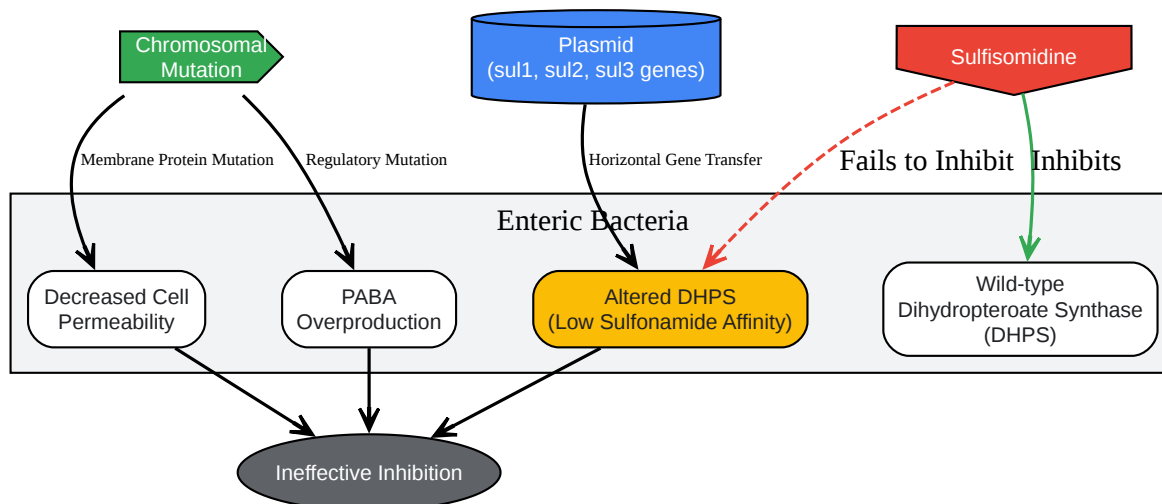 Chromosomal
Mutation
Plasmid
(sul1, sul2, sul3 genes)
Sulfisomidine
Membrane Protein Mutation
Regulatory Mutation
Horizontal Gene Transfer
Fails to Inhibit
Inhibits
Enteric Bacteria
Decreased Cell
Permeability
PABA
Overproduction
Altered DHPS
(Low Sulfonamide Affinity)
Wild-type
Dihydropteroate Synthase
(DHPS)
Ineffective Inhibition